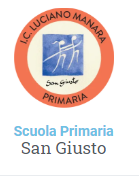 I.C. LUCIANO MANARA
San Giusto
PRIMARIA
Scuola Primaria
San Giusto